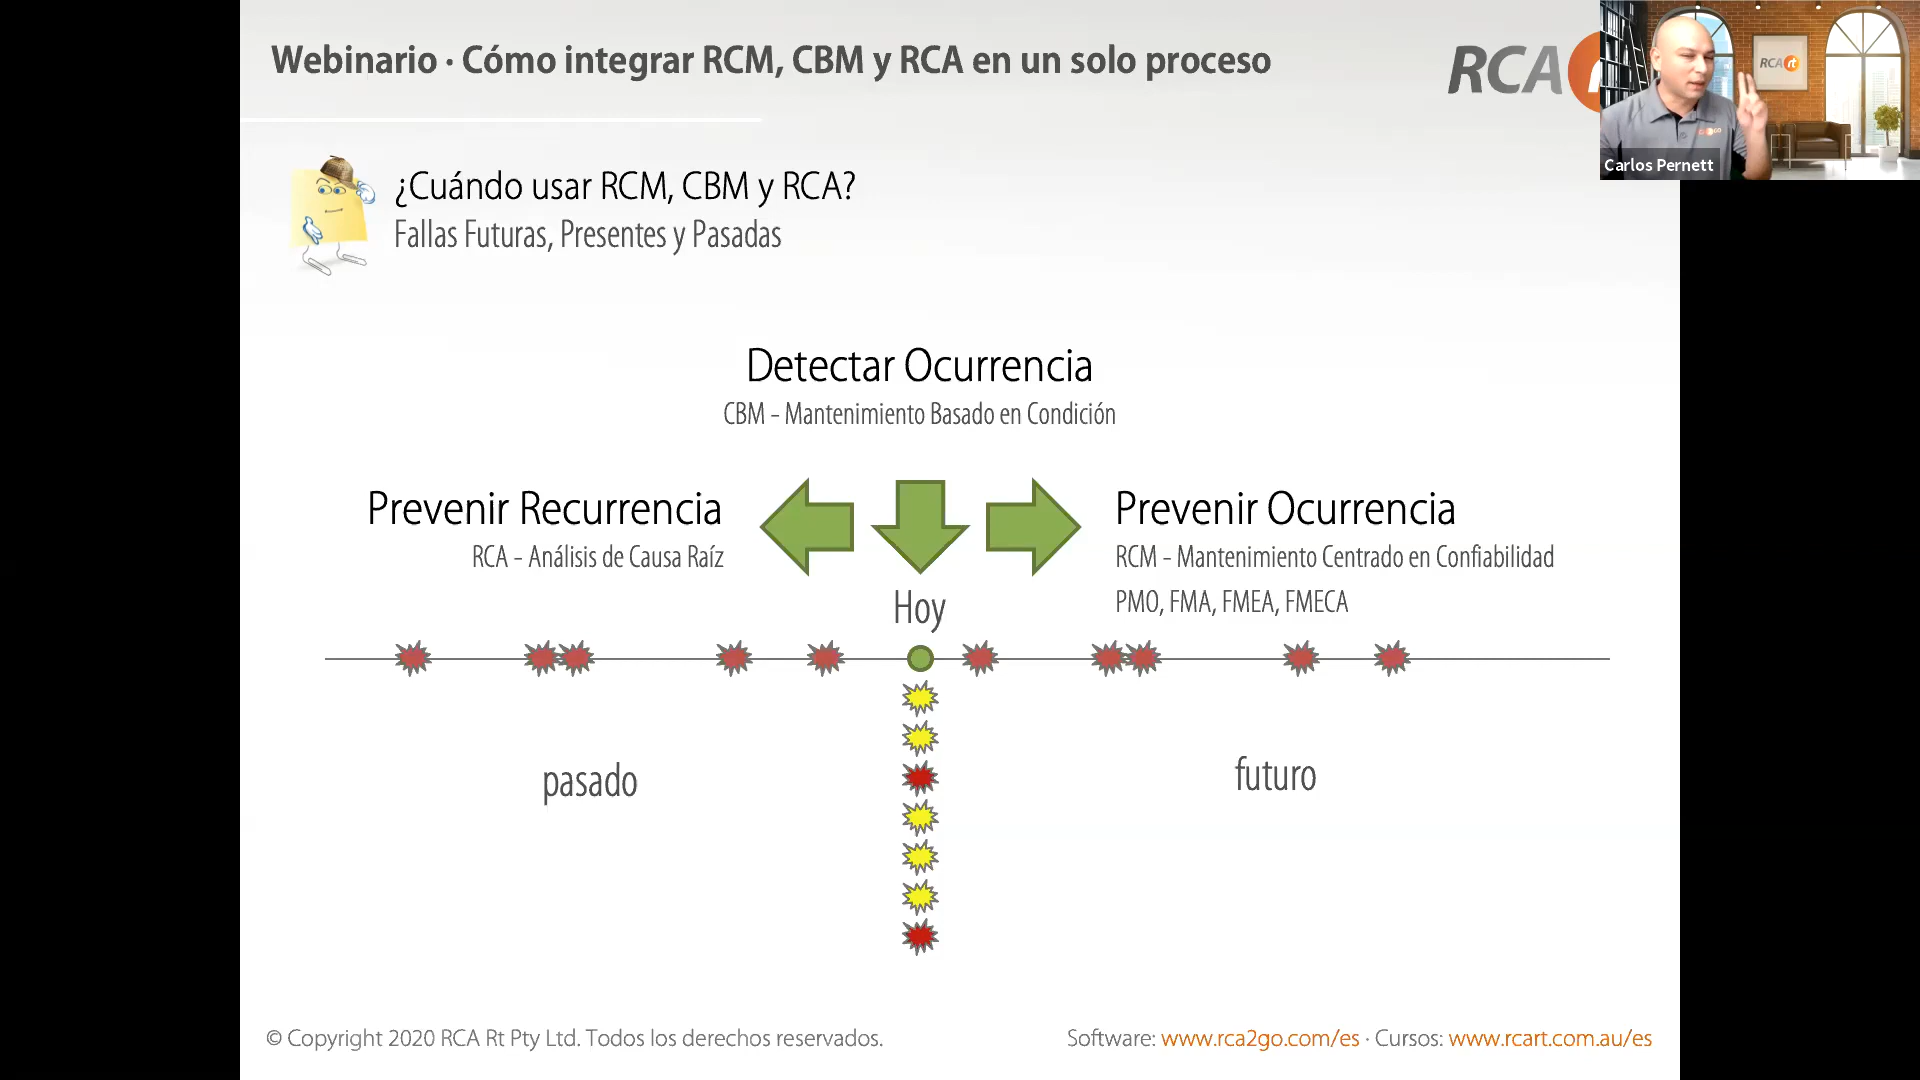 Webinario · Cómo integrar RCM, CBM y RCA en un solo proceso
RCA
RCA rt
Carlos Pernett
¿Cuándo usar RCM, CBM y RCA?
Fallas Futuras, Presentes y Pasadas
Detectar Ocurrencia
CBM - Mantenimiento Basado en Condición
Prevenir Recurrencia
RCA - Análisis de Causa Raíz
Prevenir Ocurrencia
RCM - Mantenimiento Centrado en Confiabilidad
PMO, FMA, FMEA, FMECA
Hoy
pasado
futuro
© Copyright 2020 RCA Rt Pty Ltd. Todos los derechos reservados.
Software: www.rca2go.com/es · Cursos: www.rcart.com.au/es